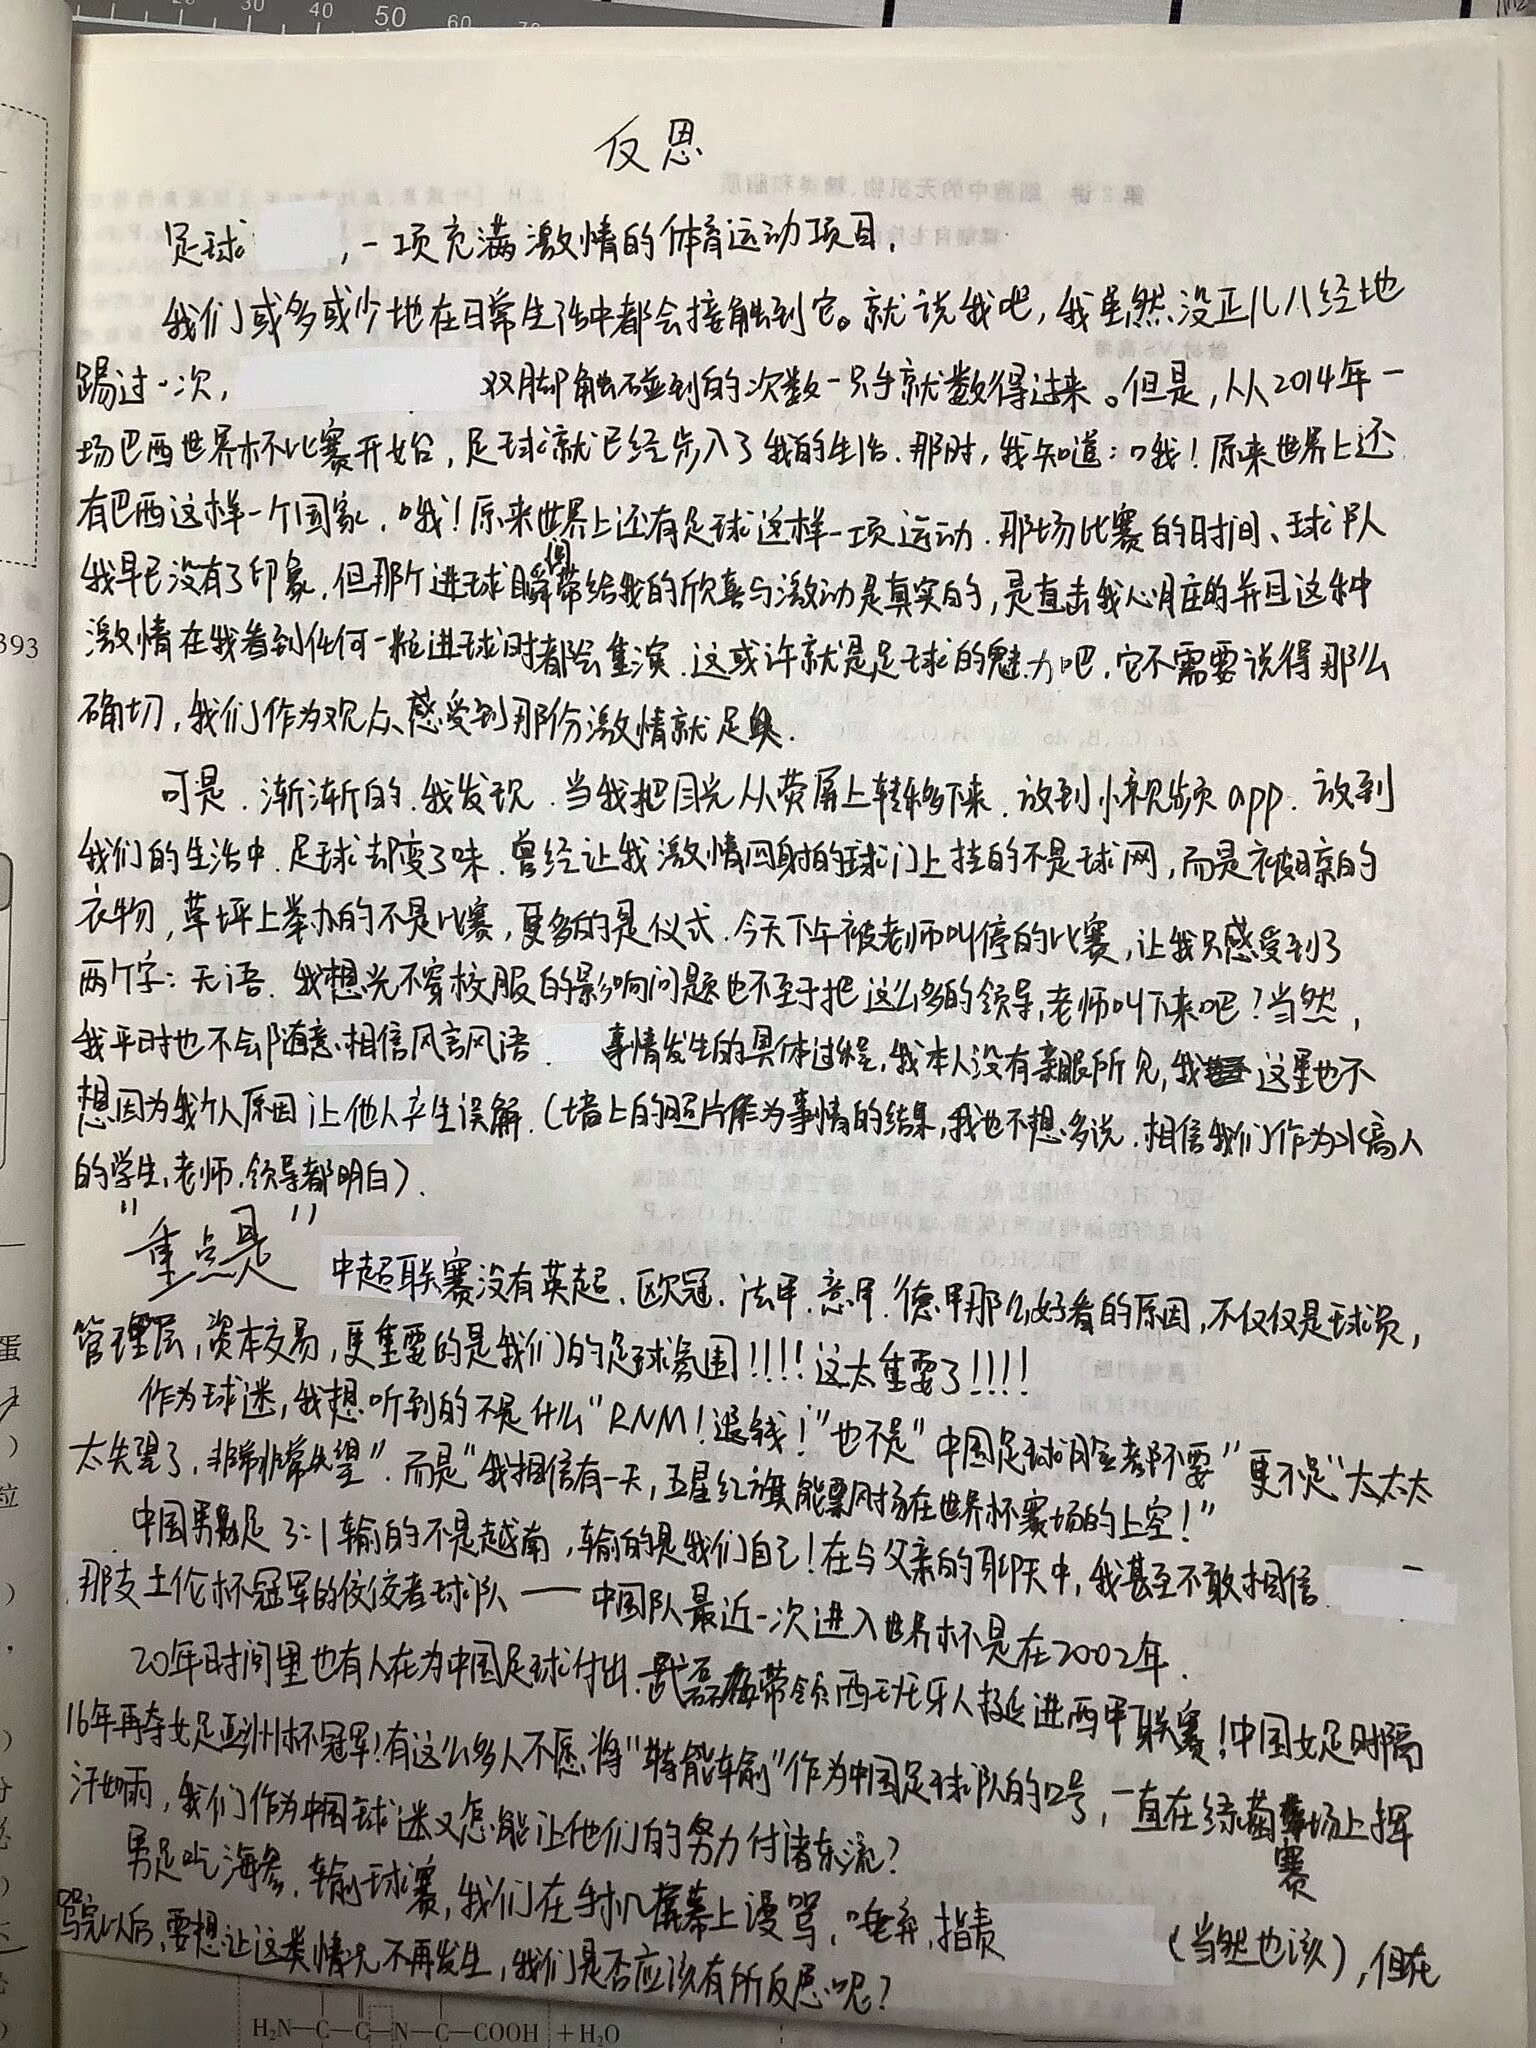 20 30 40 50 60 70
反思
足球 ,一项充满激情的体育运动项目.
我们或多或少地在日常生活中都会接触到它。就说我吧,我虽然没正儿八经地
踢过一次, 双脚触碰到的次数一只手就数得过来。但是,从2014年一
场巴西世界杯比赛开始,足球就已经步入了我的生活.那时,我知道:哦!原来世界上还
有巴西这样一个国家.哦!原来世界上还有足球这样一项运动.那场比赛的时间、球队
我早已没有了印象.但那个进球瞬间带给我的欣喜与激动是真实的,是直击我心底的并且这种
激情在我看到任何一粒进球时都会重演.这或许就是足球的魅力吧.它不需要说得那么
确切,我们作为观众感受到那份激情就足矣.
可是.渐渐的.我发现.当我把目光从荧屏上转移下来.放到小视频app.放到
我们的生活中.足球却变了味.曾经让我激情四射的球门上挂的不是球网,而是被晾的
衣物,草坪上举办的不是比赛,更多的是仪式.今天下午被老师叫停的比赛,让我只感受到了
两个字:无语.我想光不穿校服的影响问题也不至于把这么多的领导,老师叫下来吧?当然,
我平时也不会随意相信风言风语 事情发生的具体过程,我本人没有亲眼所见,我 这里也不
想因为我个人原因 让他人产生误解.(墙上的照片作为事情的结果,我也不想多说.相信我们作为水高人
的学生,老师,领导都明白).
"重点是" 中超联赛没有英超.欧冠.法甲.意甲.德甲那么好看的原因,不仅仅是球员,
管理层,资本交易,更重要的是我们的足球氛围!!!!这太重要了!!!!
作为球迷,我想听到的不是什么"RNM!退钱!"也不是"中国足球脸都不要"更不是"太太太
太失望了,非常非常失望".而是"我相信有一天,五星红旗能飘扬在世界杯赛场的上空!"
中国男足3:1输的不是越南,输的是我们自己!在与父亲的聊天中,我甚至不敢相信
那支土伦杯冠军的佼佼者球队——中国队最近一次进入世界杯是在2002年.
20年时间里也有人在为中国足球付出.武磊带领西班牙人挺进西甲联赛!中国女足时隔
16年再夺女足亚洲杯冠军!有这么多人不愿将"特能输"作为中国足球队的口号,一直在绿茵赛场上挥
汗如雨,我们作为中国球迷又怎能让他们的努力付诸东流?
男足吃海参.输球赛,我们在手机屏幕上谩骂,唾弃,指责 (当然也该),但在
骂完以后,要想让这类情况不再发生,我们是否应该有所反思呢?
393
蛋
位
H₂N—C—C—N—C—COOH + H₂O